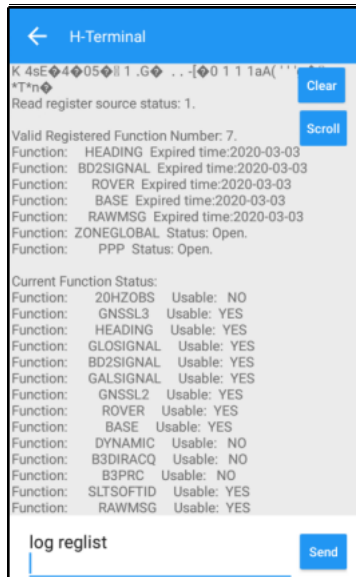 H-Terminal
*T*n�
Clear
Read register source status: 1.
Scroll
Valid Registered Function Number: 7.
Function: HEADING Expired time:2020-03-03
Function: BD2SIGNAL Expired time:2020-03-03
Function: ROVER Expired time:2020-03-03
Function: BASE Expired time:2020-03-03
Function: RAWMSG Expired time:2020-03-03
Function: ZONEGLOBAL Status: Open.
Function: PPP Status: Open.
Current Function Status:
Function: 20HZOBS Usable: NO
Function: GNSSL3 Usable: YES
Function: HEADING Usable: YES
Function: GLOSIGNAL Usable: YES
Function: BD2SIGNAL Usable: YES
Function: GALSIGNAL Usable: YES
Function: GNSSL2 Usable: YES
Function: ROVER Usable: YES
Function: BASE Usable: YES
Function: DYNAMIC Usable: NO
Function: B3DIRACQ Usable: NO
Function: B3PRC Usable: NO
Function: SLTSOFTID Usable: YES
Function: RAWMSG Usable: YES
log reglist
Send